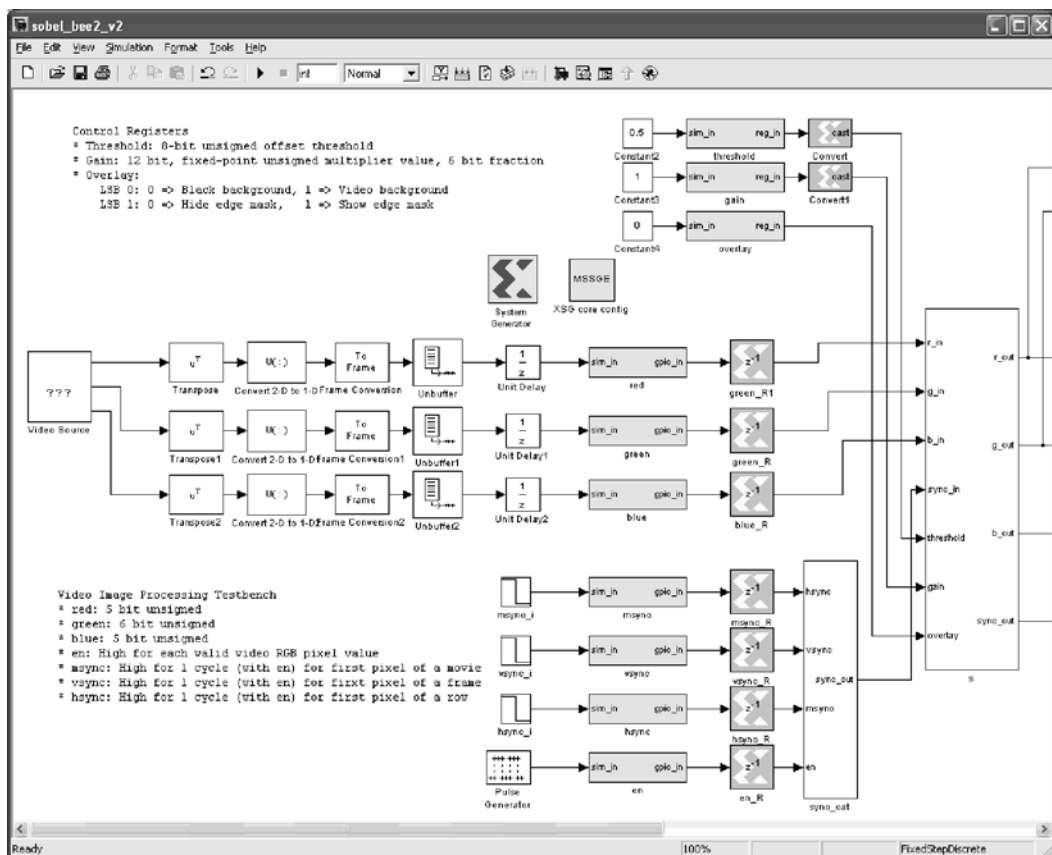 sobel_bee2_v2
File Edit View Simulation Format Tools Help
inf Normal
Control Registers
* Threshold: 8-bit unsigned offset threshold
* Gain: 12 bit, fixed-point unsigned multiplier value, 6 bit fraction
* Overlay:
LSB 0: 0 => Black background, 1 => Video background
LSB 1: 0 => Hide edge mask, 1 => Show edge mask
0.5 sim_in reg_in cast
Constant2 threshold Convert
1 sim_in reg_in cast
Constant3 gain Convert1
0 sim_in reg_in
Constant4 overlay
System Generator
MSSGE
XSG core config
???
Video Source
uT U( : ) To Frame 1 z sim_in gpio_in z-1
Transpose Convert 2-D to 1-D Frame Conversion Unbuffer Unit Delay red green_R1
uT U( : ) To Frame 1 z sim_in gpio_in z-1
Transpose1 Convert 2-D to 1-D Frame Conversion1 Unbuffer1 Unit Delay1 green green_R
uT U( : ) To Frame 1 z sim_in gpio_in z-1
Transpose2 Convert 2-D to 1-D2 Frame Conversion2 Unbuffer2 Unit Delay2 blue blue_R
r_in
g_in
b_in
sync_in
threshold
gain
overlay
r_out
g_out
b_out
sync_out
s
Video Image Processing Testbench
* red: 5 bit unsigned
* green: 6 bit unsigned
* blue: 5 bit unsigned
* en: High for each valid video RGB pixel value
* msync: High for 1 cycle (with en) for first pixel of a movie
* vsync: High for 1 cycle (with en) for firxt pixel of a frame
* hsync: High for 1 cycle (with en) for first pixel of a row
sim_in gpio_in z-1 hsync
msync_i msync msync_R
sim_in gpio_in z-1 vsync
vsync_i vsync vsync_R
sync_out
sim_in gpio_in z-1 msync
hsync_i hsync hsync_R
sim_in gpio_in z-1 en
Pulse Generator en en_R
sync_cat
Ready 100% FixedStepDiscrete